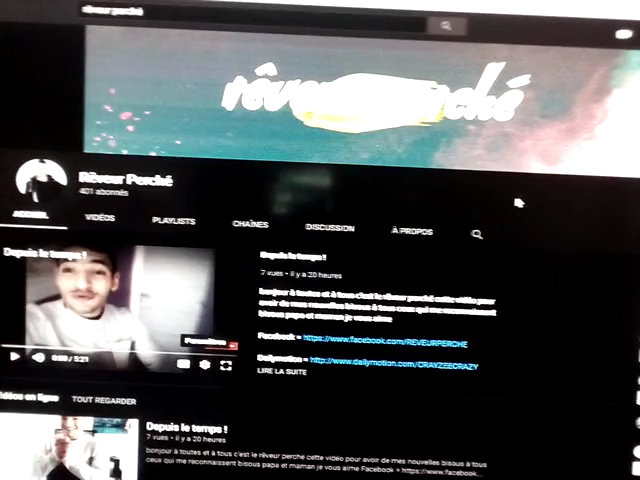 rêveur perché
Rêveur Perché
401 abonnés
ACCUEIL
VIDÉOS
PLAYLISTS
CHAÎNES
DISCUSSION
À PROPOS
Depuis le temps !
0:00 / 5:21
Depuis le temps !
7 vues • il y a 20 heures
bonjour à toutes et à tous c'est le rêveur perché cette vidéo pour
avoir de mes nouvelles bisous à tous ceux qui me reconnaissent
bisous papa et maman je vous aime
Facebook = https://www.facebook.com/REVEURPERCHE
Dailymotion = http://www.dailymotion.com/CRAYZEECRAZY
LIRE LA SUITE
Vidéos en ligne
TOUT REGARDER
Depuis le temps !
7 vues • il y a 20 heures
bonjour à toutes et à tous c'est le rêveur perché cette vidéo pour avoir de mes nouvelles bisous à tous
ceux qui me reconnaissent bisous papa et maman je vous aime Facebook = https://www.facebook...